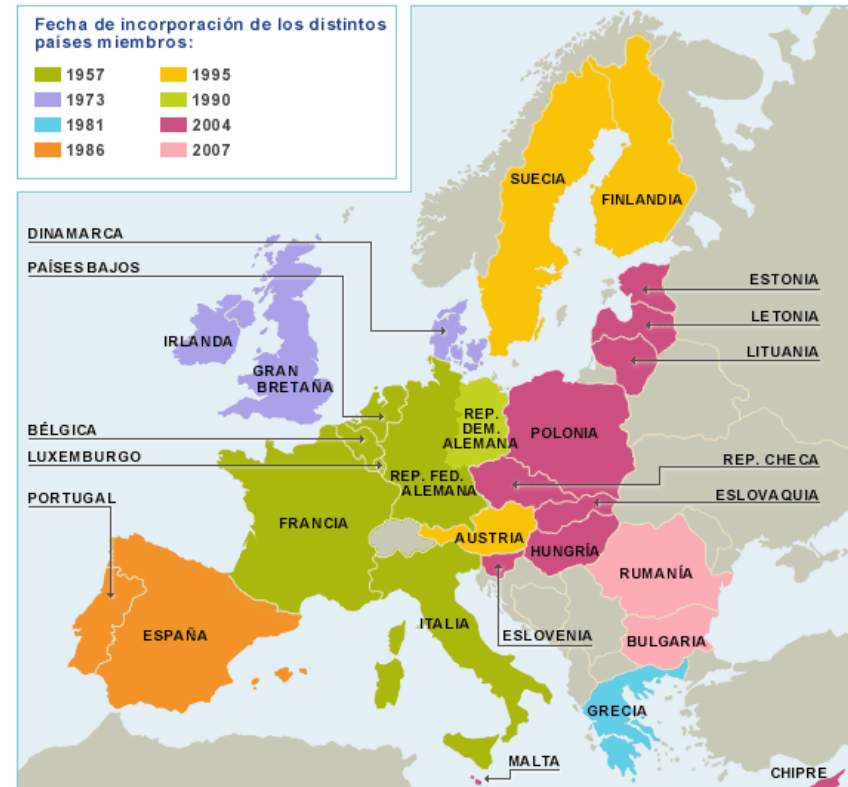 Fecha de incorporación de los distintos
países miembros:
1957
1995
1973
1990
1981
2004
1986
2007
SUECIA
FINLANDIA
DINAMARCA
PAÍSES BAJOS
ESTONIA
LETONIA
LITUANIA
IRLANDA
GRAN
BRETAÑA
REP.
DEM.
ALEMANA
POLONIA
BÉLGICA
LUXEMBURGO
REP. CHECA
REP. FED.
ALEMANA
ESLOVAQUIA
PORTUGAL
FRANCIA
AUSTRIA
HUNGRÍA
RUMANÍA
ITALIA
ESPAÑA
ESLOVENIA
BULGARIA
GRECIA
MALTA
CHIPRE